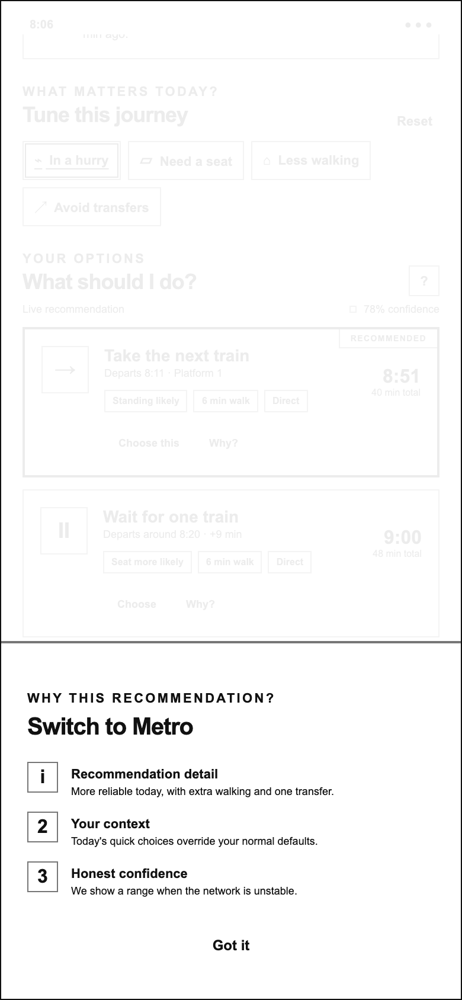 8:06
min ago.
WHAT MATTERS TODAY?
Tune this journey
Reset
In a hurry
Need a seat
Less walking
Avoid transfers
YOUR OPTIONS
What should I do?
?
Live recommendation
78% confidence
RECOMMENDED
Take the next train
Departs 8:11 · Platform 1
8:51
40 min total
Standing likely
6 min walk
Direct
Choose this
Why?
Wait for one train
Departs around 8:20 · +9 min
9:00
48 min total
Seat more likely
6 min walk
Direct
Choose
Why?
WHY THIS RECOMMENDATION?
Switch to Metro
i
Recommendation detail
More reliable today, with extra walking and one transfer.
2
Your context
Today's quick choices override your normal defaults.
3
Honest confidence
We show a range when the network is unstable.
Got it